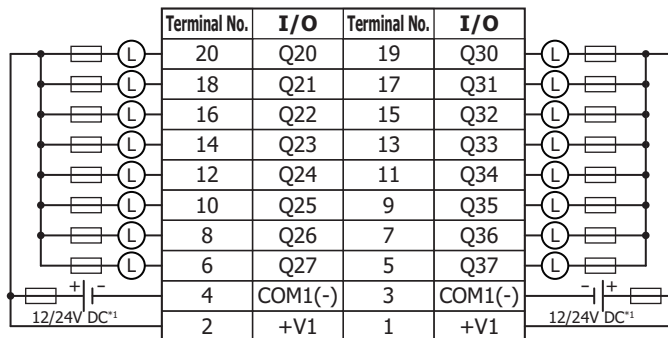 Terminal No. I/O Terminal No. I/O
L 20 Q20 19 Q30 L
L 18 Q21 17 Q31 L
L 16 Q22 15 Q32 L
L 14 Q23 13 Q33 L
L 12 Q24 11 Q34 L
L 10 Q25 9 Q35 L
L 8 Q26 7 Q36 L
L 6 Q27 5 Q37 L
+ – 4 COM1(-) 3 COM1(-) – +
12/24V DC*1 2 +V1 1 +V1 12/24V DC*1